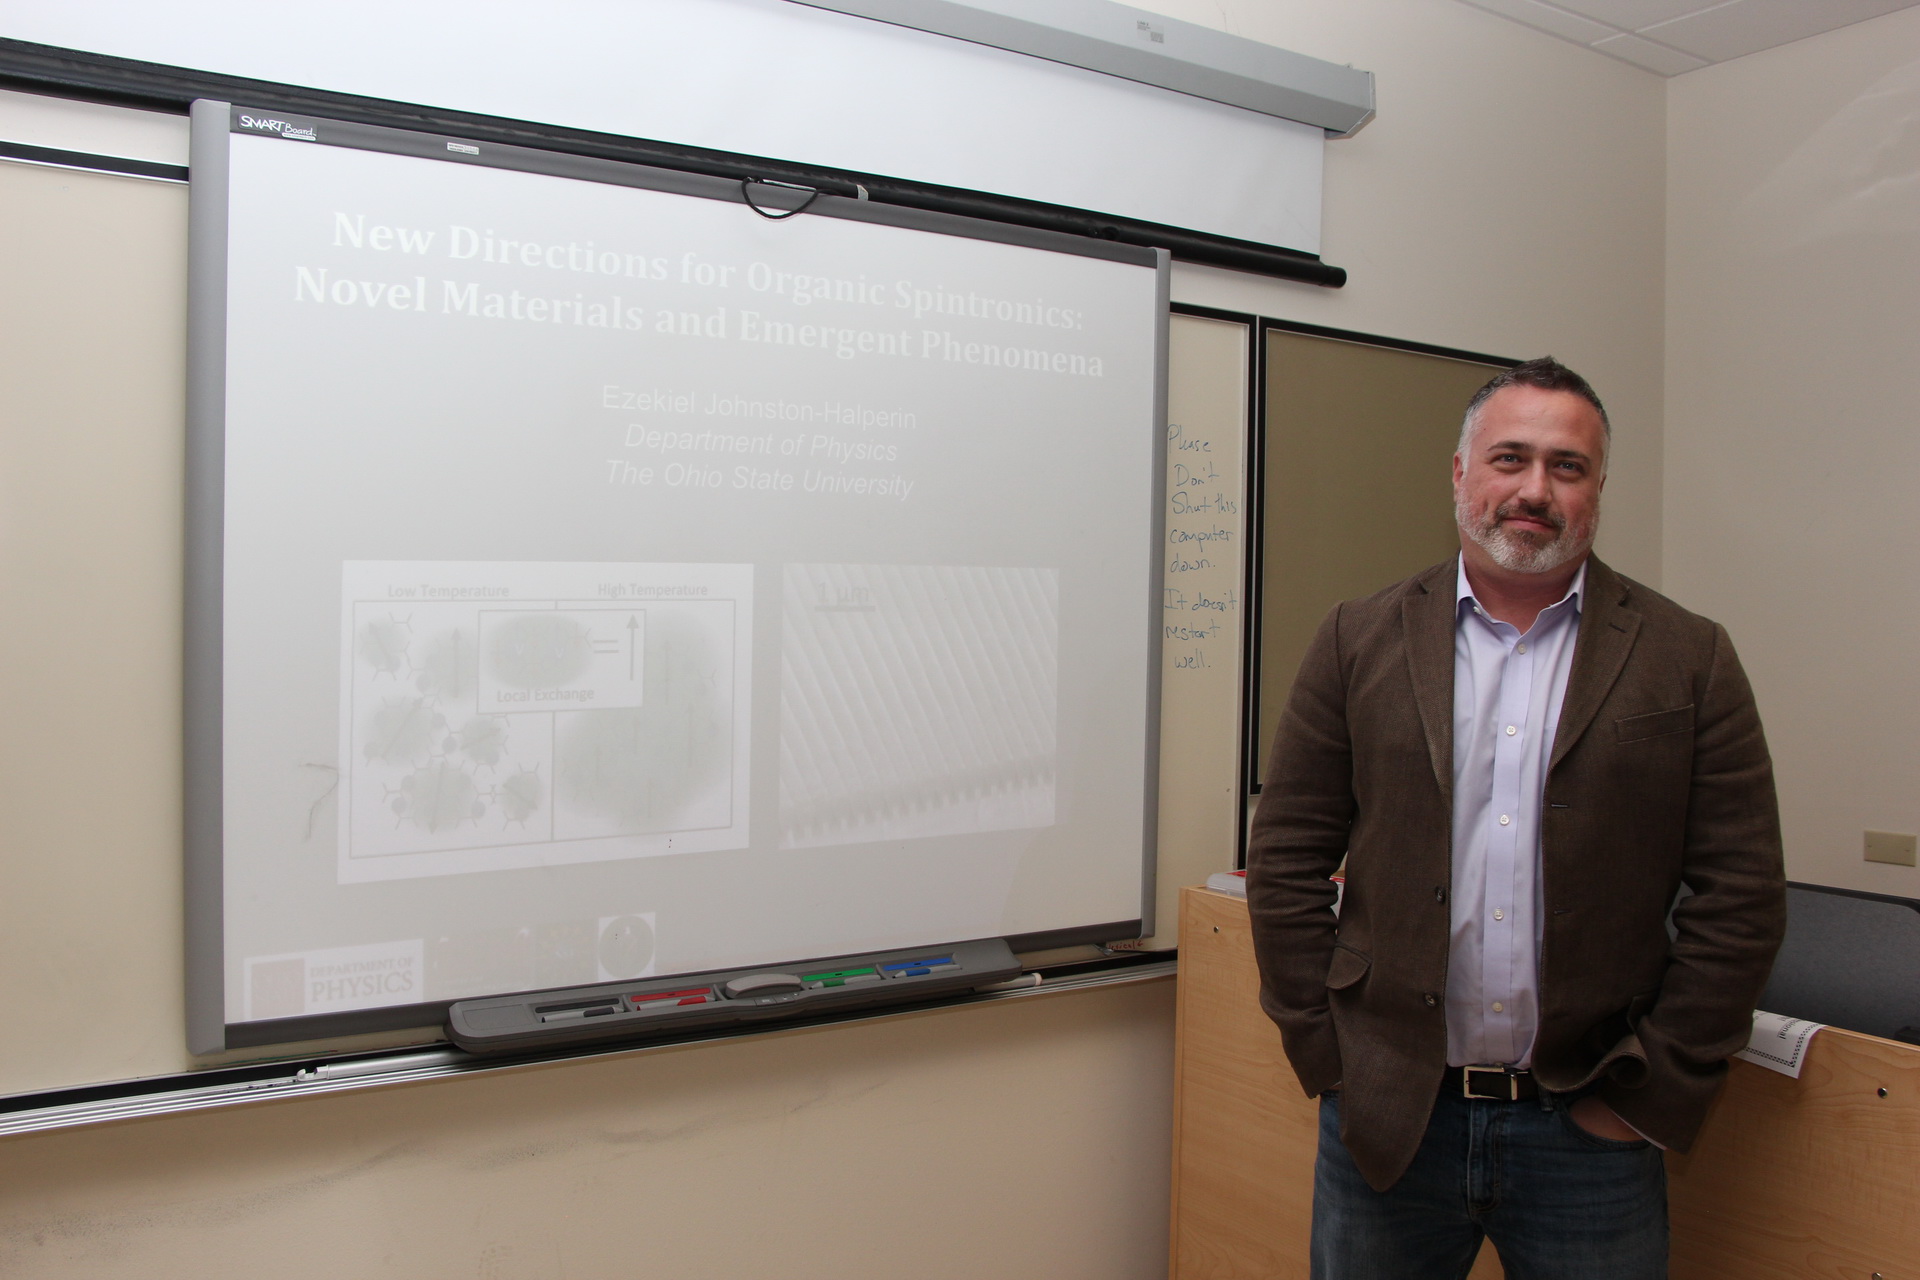 SMART Board
New Directions for Organic Spintronics:
Novel Materials and Emergent Phenomena
Ezekiel Johnston-Halperin
Department of Physics
The Ohio State University
Low Temperature
High Temperature
Local Exchange
1 μm
DEPARTMENT OF
PHYSICS
Please
Don't
Shut this
computer
down.
It doesn't
restart
well.